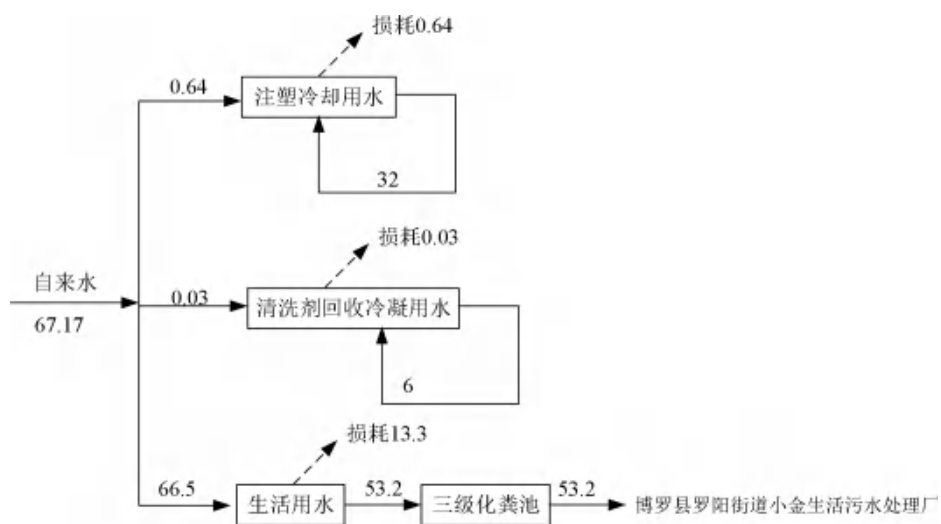 损耗0.64
0.64
注塑冷却用水
32
损耗0.03
自来水
0.03
清洗剂回收冷凝用水
67.17
6
损耗13.3
66.5
生活用水
53.2
三级化粪池
53.2
博罗县罗阳街道小金生活污水处理厂